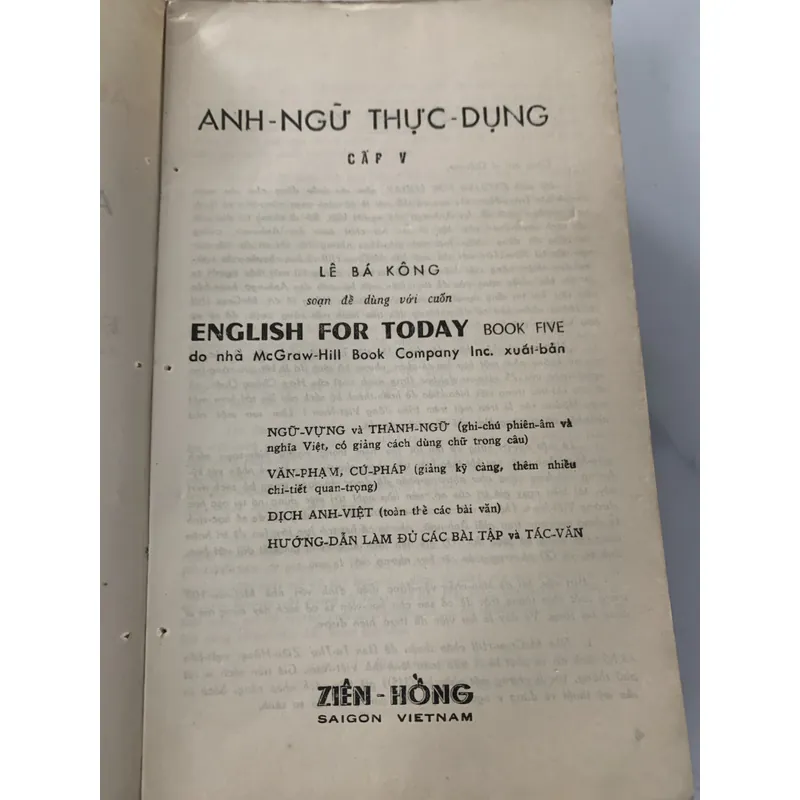 ANH-NGỮ THỰC-DỤNG
CẤP V
LÊ BÁ KÔNG
soạn để dùng với cuốn
ENGLISH FOR TODAY BOOK FIVE
do nhà McGraw-Hill Book Company Inc. xuất-bản
NGỮ-VỰNG và THÀNH-NGỮ (ghi-chú phiên-âm và
nghĩa Việt, có giảng cách dùng chữ trong câu)
VĂN-PHẠM, CÚ-PHÁP (giảng kỹ càng, thêm nhiều
chi-tiết quan-trọng)
DỊCH ANH-VIỆT (toàn thể các bài văn)
HƯỚNG-DẪN LÀM ĐỦ CÁC BÀI TẬP và TÁC-VĂN
ZIÊN-HỒNG
SAIGON VIETNAM